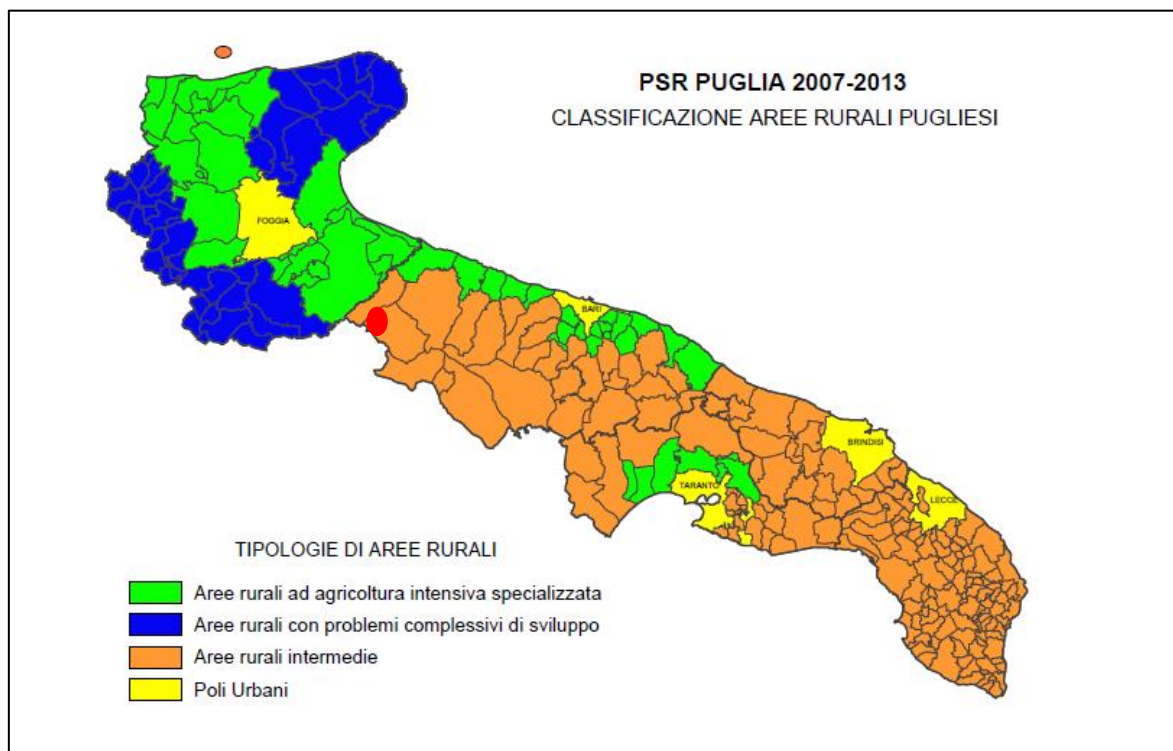 PSR PUGLIA 2007-2013
CLASSIFICAZIONE AREE RURALI PUGLIESI
FOGGIA
BARI
BRINDISI
TARANTO
LECCE
TIPOLOGIE DI AREE RURALI
Aree rurali ad agricoltura intensiva specializzata
Aree rurali con problemi complessivi di sviluppo
Aree rurali intermedie
Poli Urbani